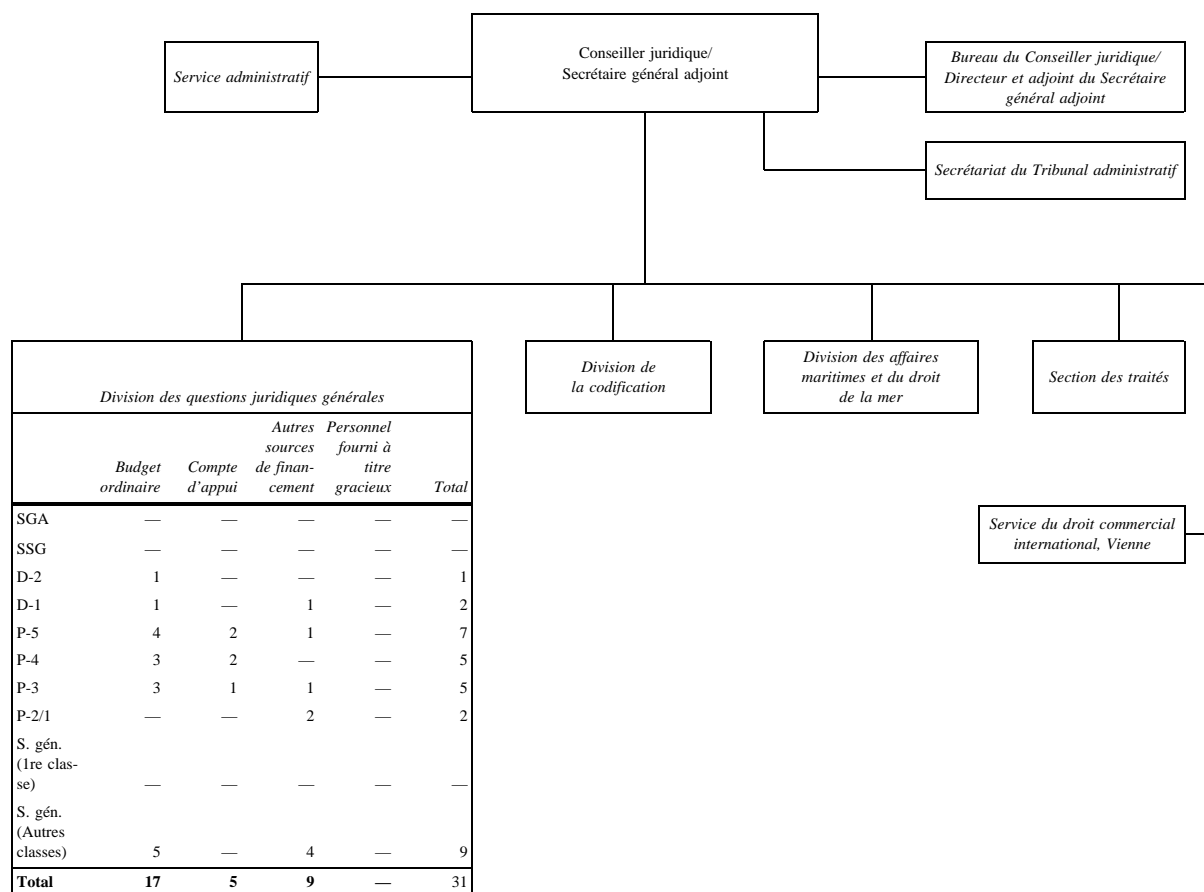 Conseiller juridique/
Secrétaire général adjoint
Service administratif
Bureau du Conseiller juridique/
Directeur et adjoint du Secrétaire
général adjoint
Secrétariat du Tribunal administratif
Division des questions juridiques générales
Budget
ordinaire
Compte
d'appui
Autres
sources
de finan-
cement
Personnel
fourni à
titre
gracieux
Total
SGA — — — — —
SSG — — — — —
D-2 1 — — — 1
D-1 1 — 1 — 2
P-5 4 2 1 — 7
P-4 3 2 — — 5
P-3 3 1 1 — 5
P-2/1 — — 2 — 2
S. gén.
(1re clas-
se) — — — — —
S. gén.
(Autres
classes) 5 — 4 — 9
Total 17 5 9 — 31
Division de
la codification
Division des affaires
maritimes et du droit
de la mer
Section des traités
Service du droit commercial
international, Vienne